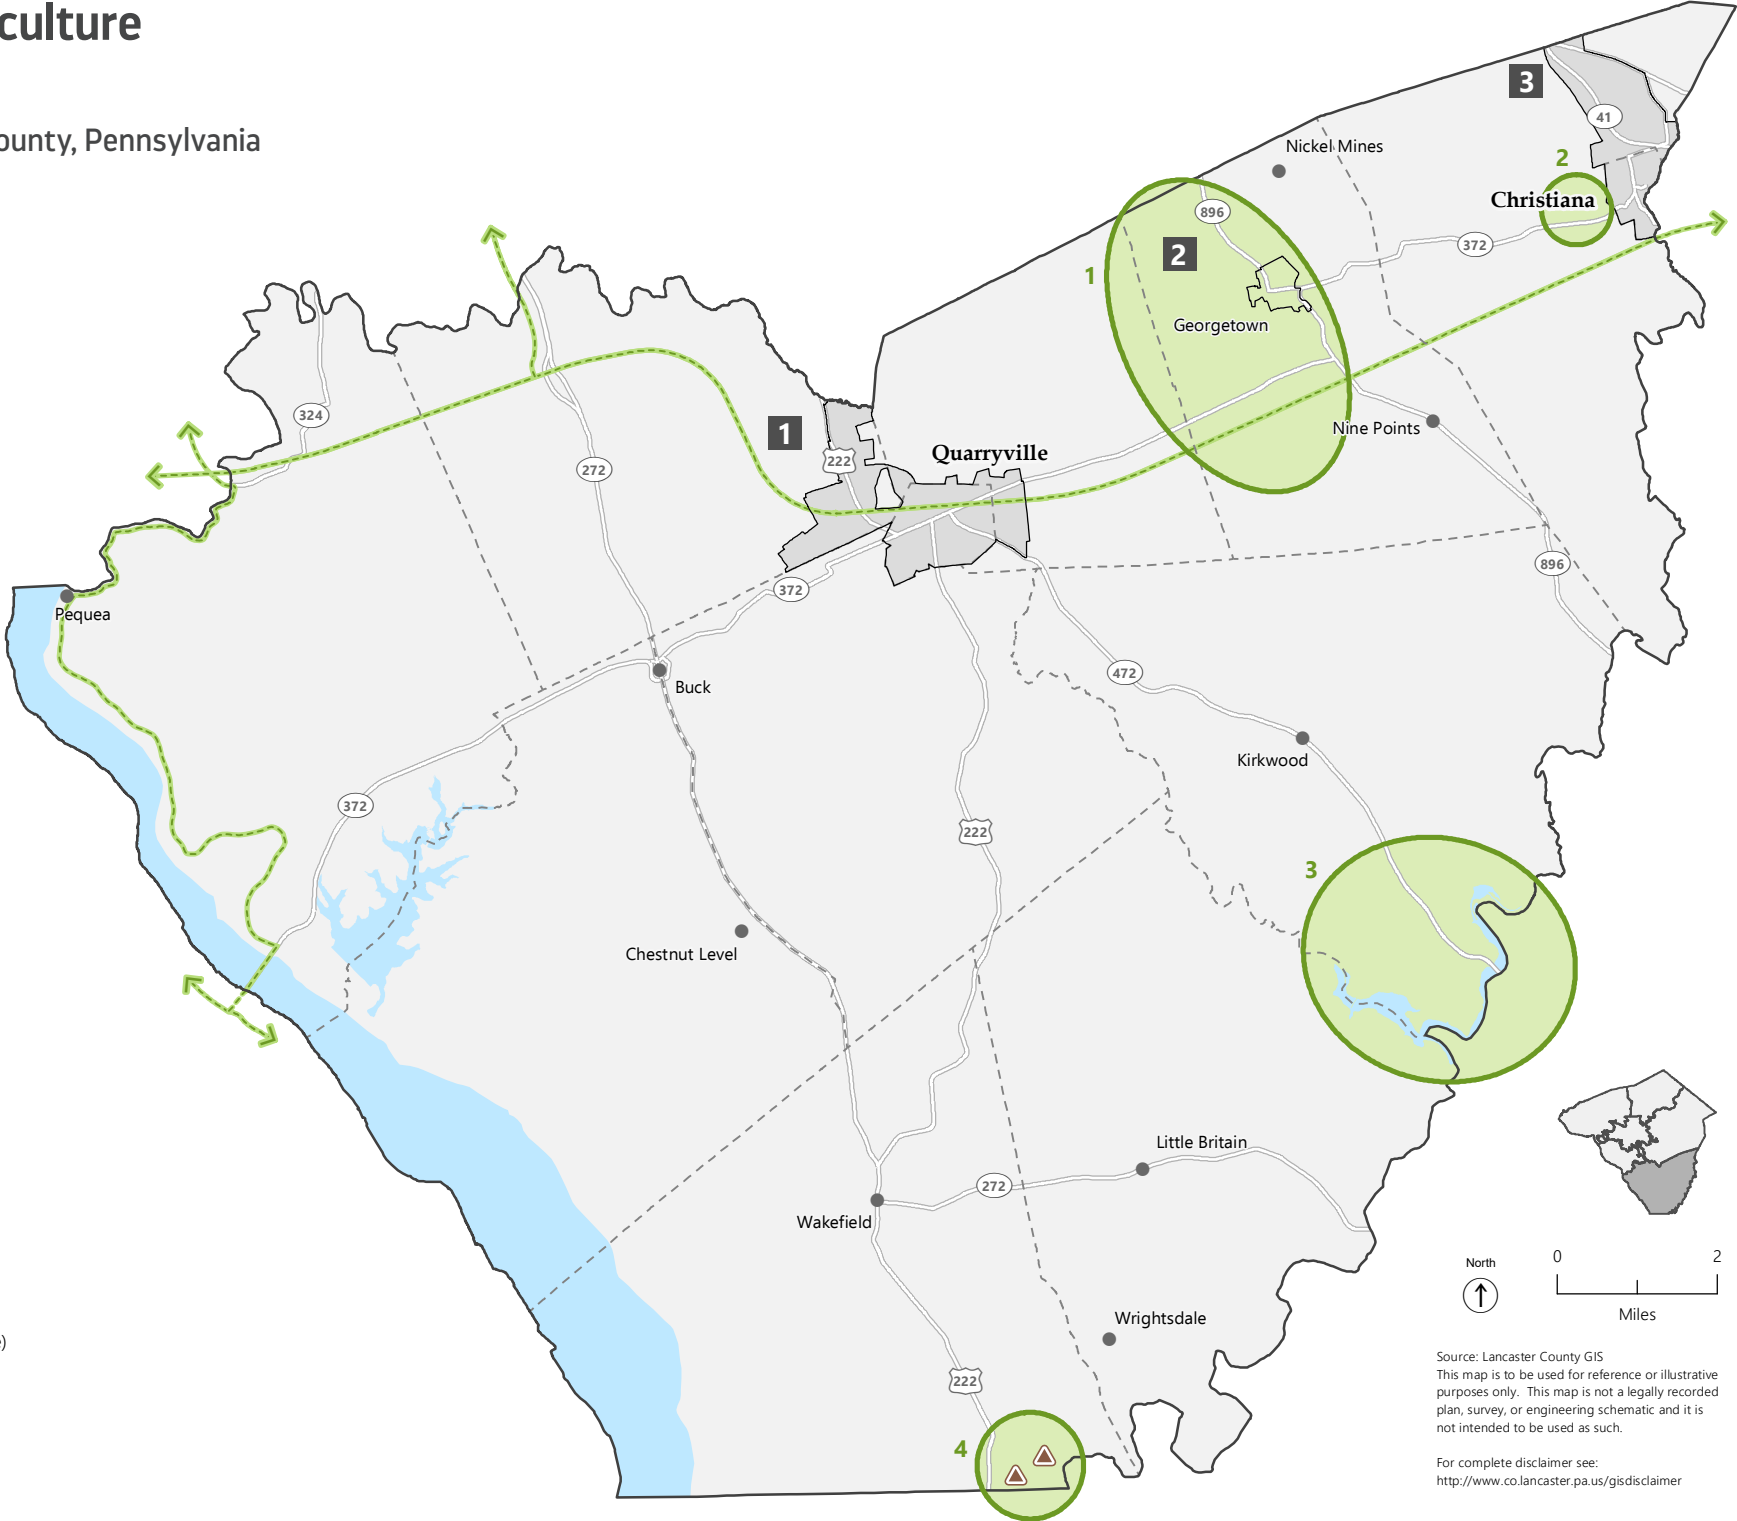 culture
ounty, Pennsylvania
3
41
Nickel Mines
2
Christiana
896
2
372
1
Georgetown
324
1
272
222
Quarryville
Nine Points
896
372
Pequea
Buck
472
Kirkwood
372
222
3
Chestnut Level
Little Britain
272
Wakefield
North
0
2
Miles
Wrightsdale
)
222
4
Source: Lancaster County GIS
This map is to be used for reference or illustrative
purposes only. This map is not a legally recorded
plan, survey, or engineering schematic and it is
not intended to be used as such.
For complete disclaimer see:
http://www.co.lancaster.pa.us/gisdisclaimer